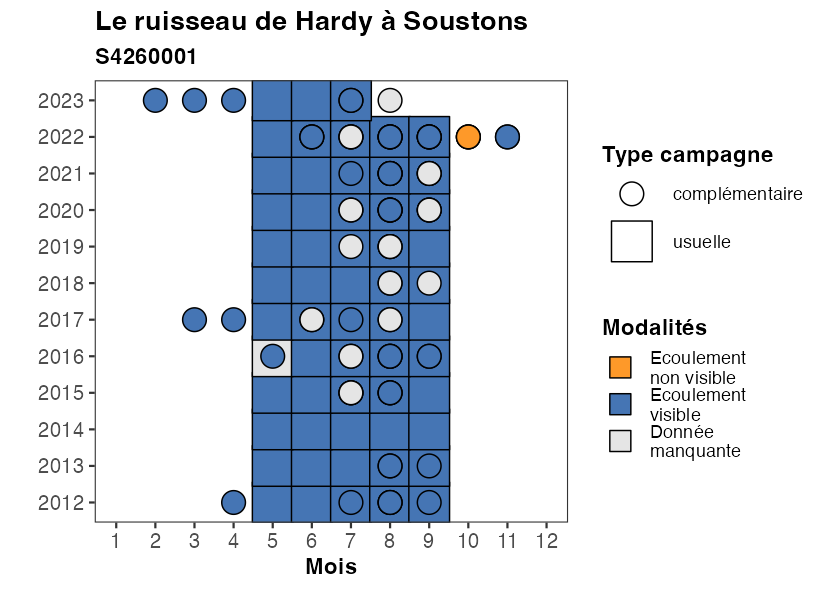 Le ruisseau de Hardy à Soustons
S4260001
2023
2022
2021
2020
2019
2018
2017
2016
2015
2014
2013
2012
1 2 3 4 5 6 7 8 9 10 11 12
Mois
Type campagne
complémentaire
usuelle
Modalités
Ecoulement
non visible
Ecoulement
visible
Donnée
manquante